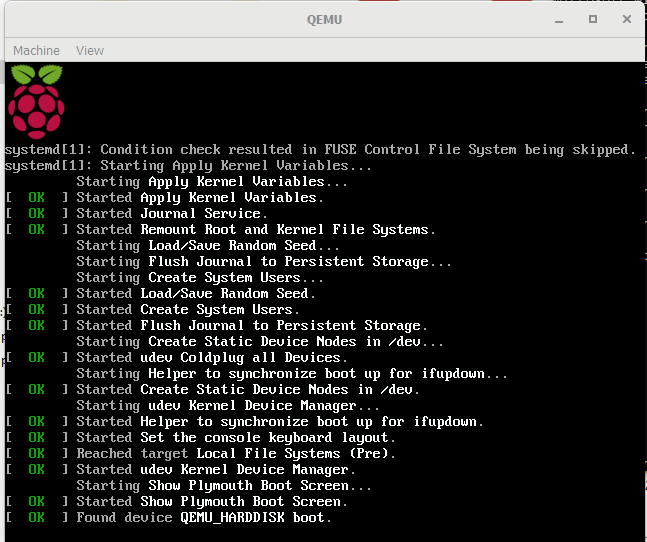 QEMU
Machine View
systemd[1]: Condition check resulted in FUSE Control File System being skipped.
systemd[1]: Starting Apply Kernel Variables...
Starting Apply Kernel Variables...
[  OK  ] Started Apply Kernel Variables.
[  OK  ] Started Journal Service.
[  OK  ] Started Remount Root and Kernel File Systems.
Starting Load/Save Random Seed...
Starting Flush Journal to Persistent Storage...
Starting Create System Users...
[  OK  ] Started Load/Save Random Seed.
[  OK  ] Started Create System Users.
[  OK  ] Started Flush Journal to Persistent Storage.
Starting Create Static Device Nodes in /dev...
[  OK  ] Started udev Coldplug all Devices.
Starting Helper to synchronize boot up for ifupdown...
[  OK  ] Started Create Static Device Nodes in /dev.
Starting udev Kernel Device Manager...
[  OK  ] Started Helper to synchronize boot up for ifupdown.
[  OK  ] Started Set the console keyboard layout.
[  OK  ] Reached target Local File Systems (Pre).
[  OK  ] Started udev Kernel Device Manager.
Starting Show Plymouth Boot Screen...
[  OK  ] Started Show Plymouth Boot Screen.
[  OK  ] Found device QEMU_HARDDISK boot.